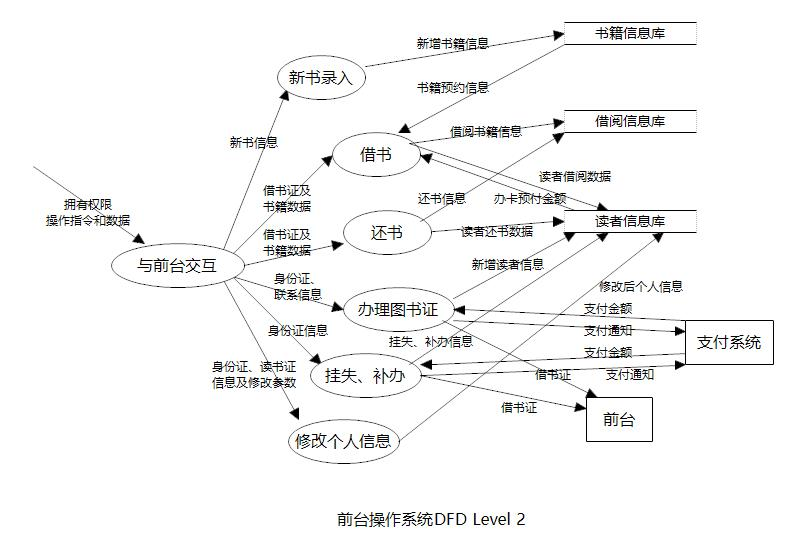 新增书籍信息
书籍信息库
新书录入
书籍预约信息
新书信息
借阅书籍信息
借阅信息库
借书
读者借阅数据
借书证及
书籍数据
还书信息
办卡预付金额
拥有权限
操作指令和数据
读者信息库
还书
读者还书数据
借书证及
书籍数据
与前台交互
新增读者信息
身份证、
联系信息
修改后个人信息
办理图书证
支付金额
支付通知
身份证信息
挂失、补办信息
支付系统
支付金额
身份证、读书证
信息及修改参数
挂失、补办
借书证
支付通知
借书证
前台
修改个人信息
前台操作系统DFD Level 2